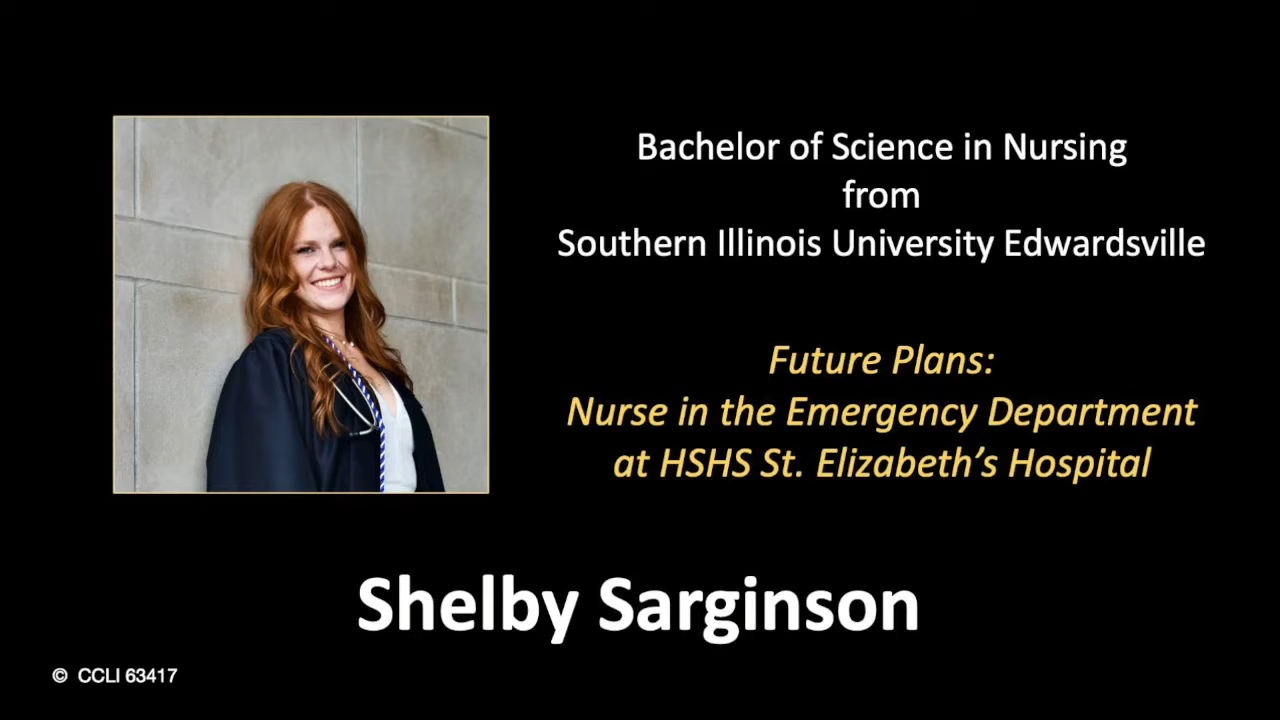 Bachelor of Science in Nursing
from
Southern Illinois University Edwardsville
Future Plans:
Nurse in the Emergency Department
at HSHS St. Elizabeth’s Hospital
Shelby Sarginson
© CCLI 63417